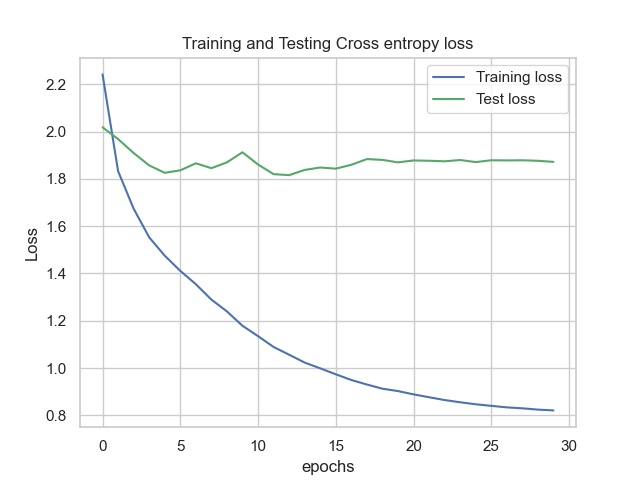 Training and Testing Cross entropy loss
Training loss
Test loss
2.2
2.0
1.8
1.6
1.4
1.2
1.0
0.8
Loss
0 5 10 15 20 25 30
epochs